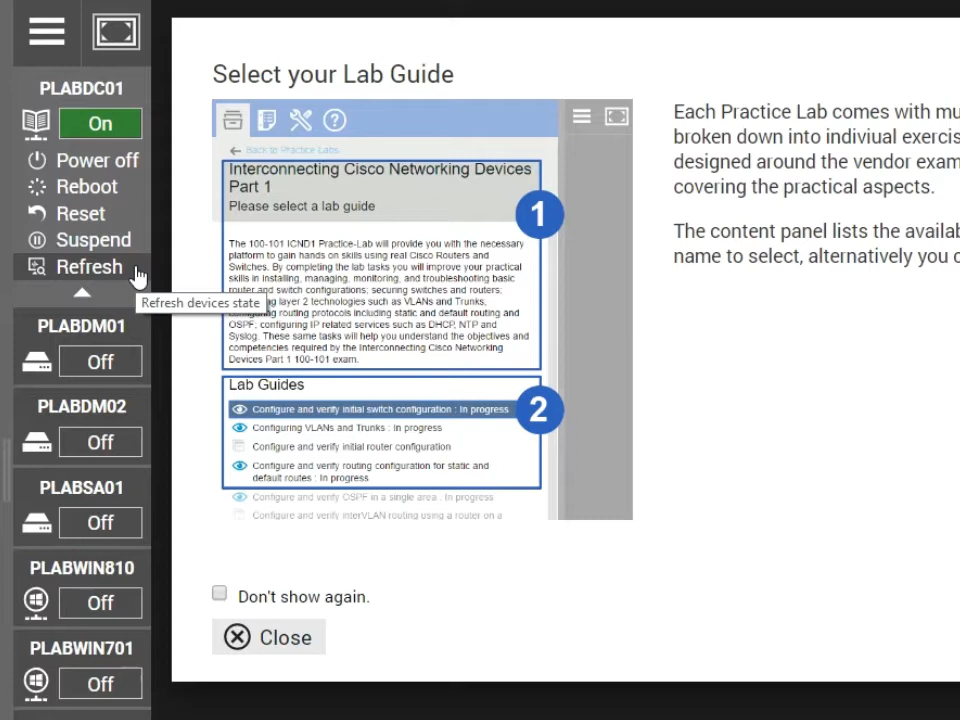 PLABDC01
On
Power off
Reboot
Reset
Suspend
Refresh
Refresh devices state
PLABDM01
Off
PLABDM02
Off
PLABSA01
Off
PLABWIN810
Off
PLABWIN701
Off
Select your Lab Guide
Back to Practice Labs
Interconnecting Cisco Networking Devices
Part 1
Please select a lab guide
1
The 100-101 ICND1 Practice-Lab will provide you with the necessary
platform to gain hands on skills using real Cisco Routers and
Switches. By completing the lab tasks you will improve your practical
skills in installing, managing, monitoring, and troubleshooting basic
router and switch configurations; securing switches and routers;
layer 2 technologies such as VLANs and Trunks,
routing protocols including static and default routing and
OSPF; configuring IP related services such as DHCP, NTP and
Syslog. These same tasks will help you understand the objectives and
competencies required by the Interconnecting Cisco Networking
Devices Part 1 100-101 exam.
Lab Guides
2
Configure and verify initial switch configuration : In progress
Configuring VLANs and Trunks : In progress
Configure and verify initial router configuration
Configure and verify routing configuration for static and
default routes : In progress
Configure and verify OSPF in a single area : In progress
Configure and verify interVLAN routing using a router on a
Each Practice Lab comes with mu
broken down into indiviual exercis
designed around the vendor exam
covering the practical aspects.
The content panel lists the availab
name to select, alternatively you c
Don't show again.
Close